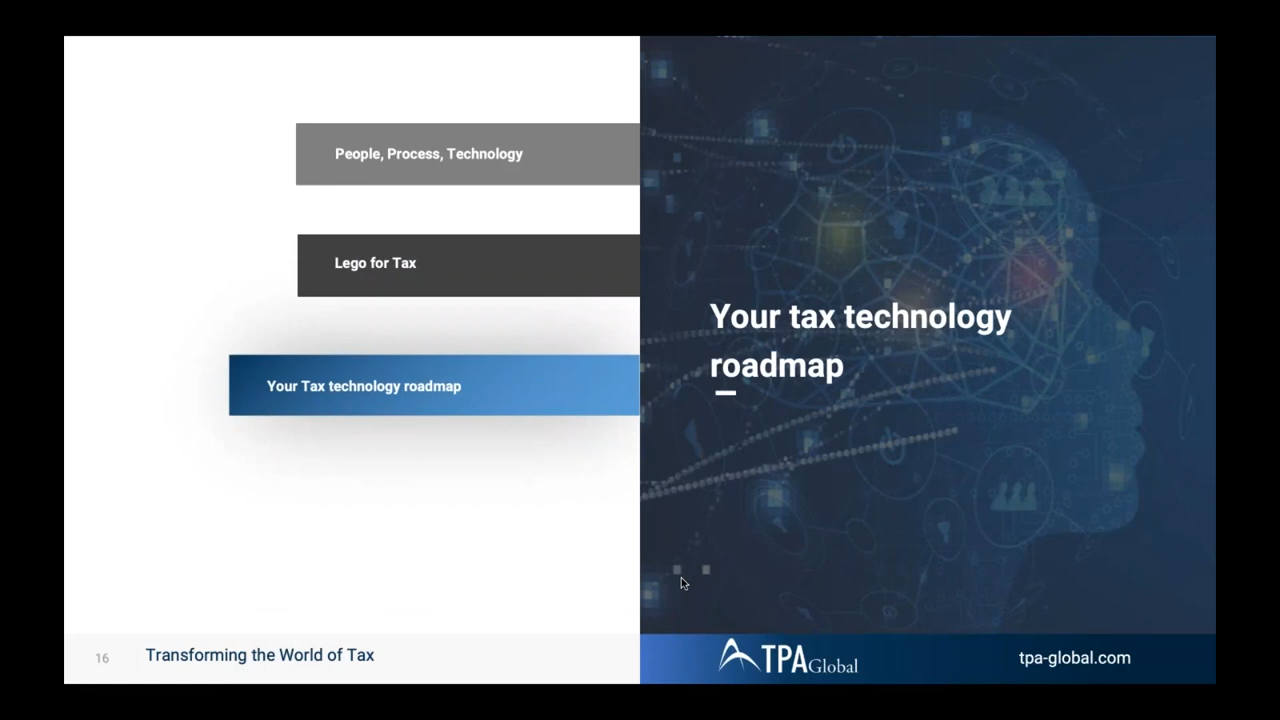 People, Process, Technology
Lego for Tax
Your Tax technology roadmap
Your tax technology
roadmap
16
Transforming the World of Tax
TPA Global
tpa-global.com